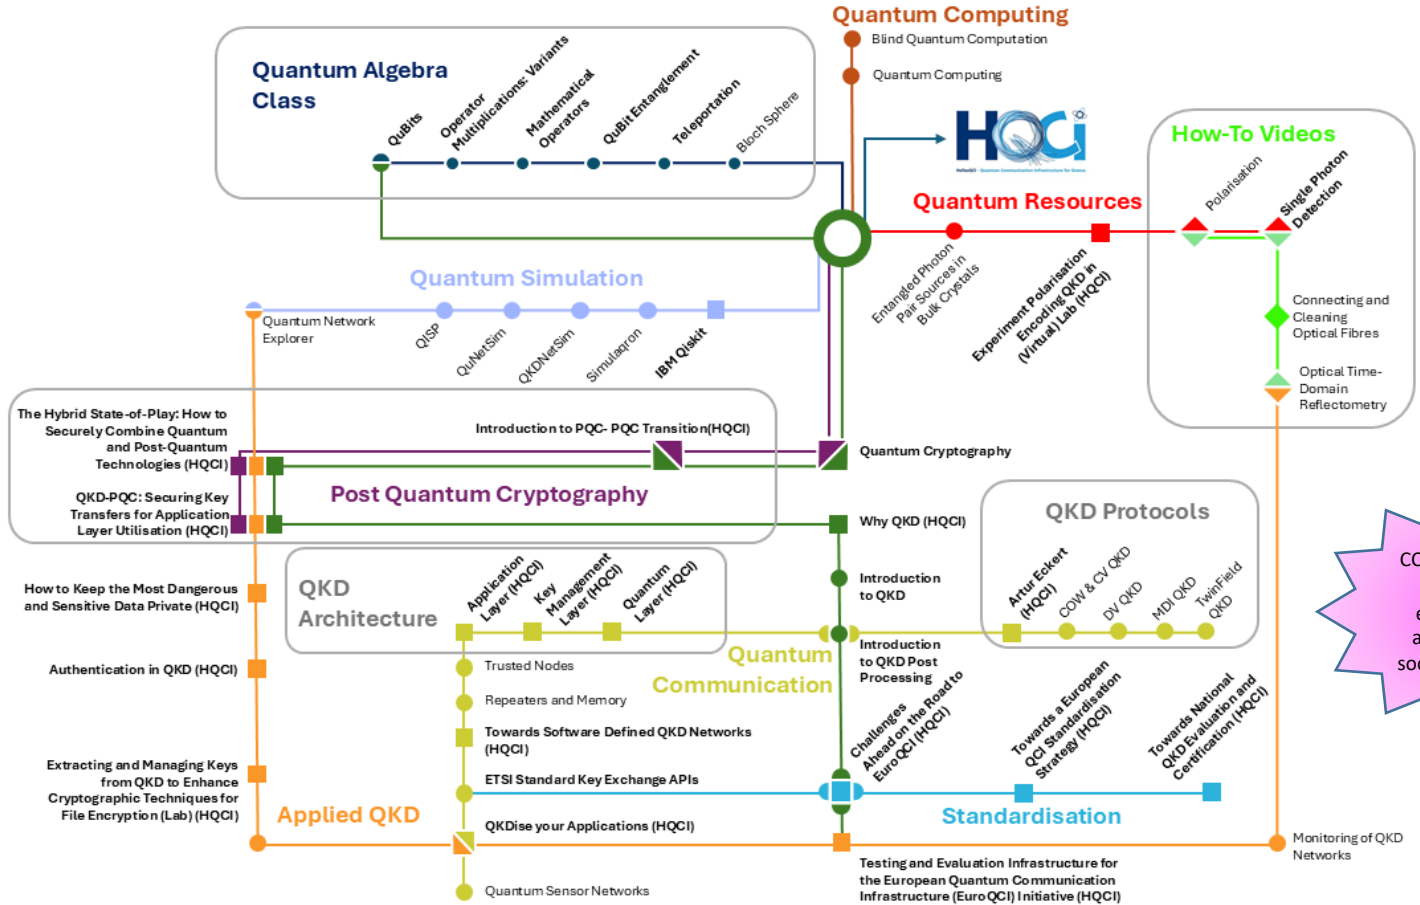 Quantum Computing
Blind Quantum Computation
Quantum Computing
Quantum Algebra
Class
QuBits
Operator
Multiplications: Variants
Mathematical
Operators
QuBit Entanglement
Teleportation
Bloch Sphere
HQCi
HellasQCI - Quantum Communication Infrastructure for Greece
How-To Videos
Polarisation
Single Photon
Detection
Connecting and
Cleaning
Optical Fibres
Optical Time-
Domain
Reflectometry
Quantum Resources
Entangled Photon
Pair Sources in
Bulk Crystals
Experiment Polarisation
Encoding QKD in
(Virtual) Lab (HQCI)
Quantum Simulation
Quantum Network
Explorer
QISP
QuNetSim
QKDNetSim
Simulaqron
IBM Qiskit
The Hybrid State-of-Play: How to
Securely Combine Quantum
and Post-Quantum
Technologies (HQCI)
QKD-PQC: Securing Key
Transfers for Application
Layer Utilisation (HQCI)
Introduction to PQC- PQC Transition(HQCI)
Post Quantum Cryptography
Quantum Cryptography
Why QKD (HQCI)
Introduction
to QKD
Introduction
to QKD Post
Processing
QKD Protocols
Artur Eckert
(HQCI)
COW & CV QKD
DV QKD
MDI QKD
TwinField
QKD
How to Keep the Most Dangerous
and Sensitive Data Private (HQCI)
Authentication in QKD (HQCI)
Extracting and Managing Keys
from QKD to Enhance
Cryptographic Techniques for
File Encryption (Lab) (HQCI)
Applied QKD
QKD
Architecture
Application
Layer (HQCI)
Key
Management
Layer (HQCI)
Quantum
Layer (HQCI)
Quantum
Communication
Trusted Nodes
Repeaters and Memory
Towards Software Defined QKD Networks
(HQCI)
ETSI Standard Key Exchange APIs
QKDise your Applications (HQCI)
Quantum Sensor Networks
Challenges
Ahead on the Road to
EuroQCI (HQCI)
Towards a European
QCI Standardisation
Strategy (HQCI)
Towards National
QKD Evaluation and
Certification (HQCI)
Standardisation
Testing and Evaluation Infrastructure for
the European Quantum Communication
Infrastructure (EuroQCI) Initiative (HQCI)
Monitoring of QKD
Networks
CO
e
a
soc